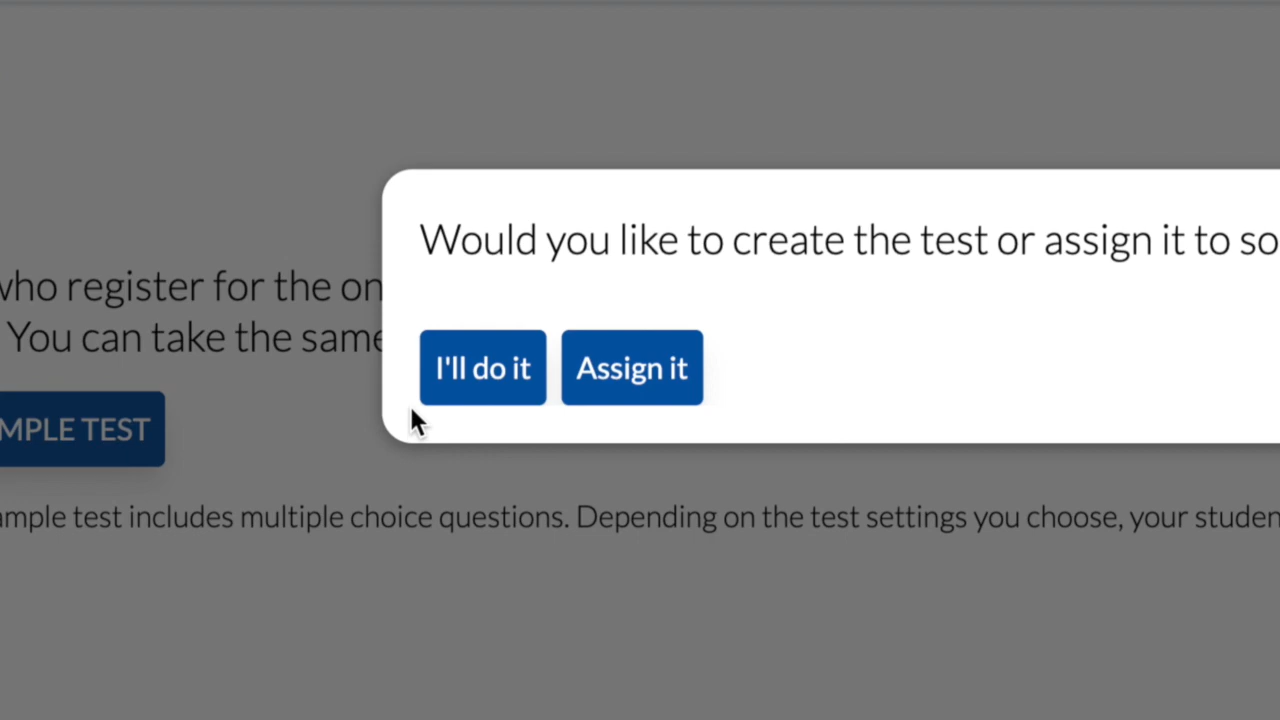 Would you like to create the test or assign it to so
who register for the on
You can take the same
I'll do it Assign it
MPLE TEST
ample test includes multiple choice questions. Depending on the test settings you choose, your studen